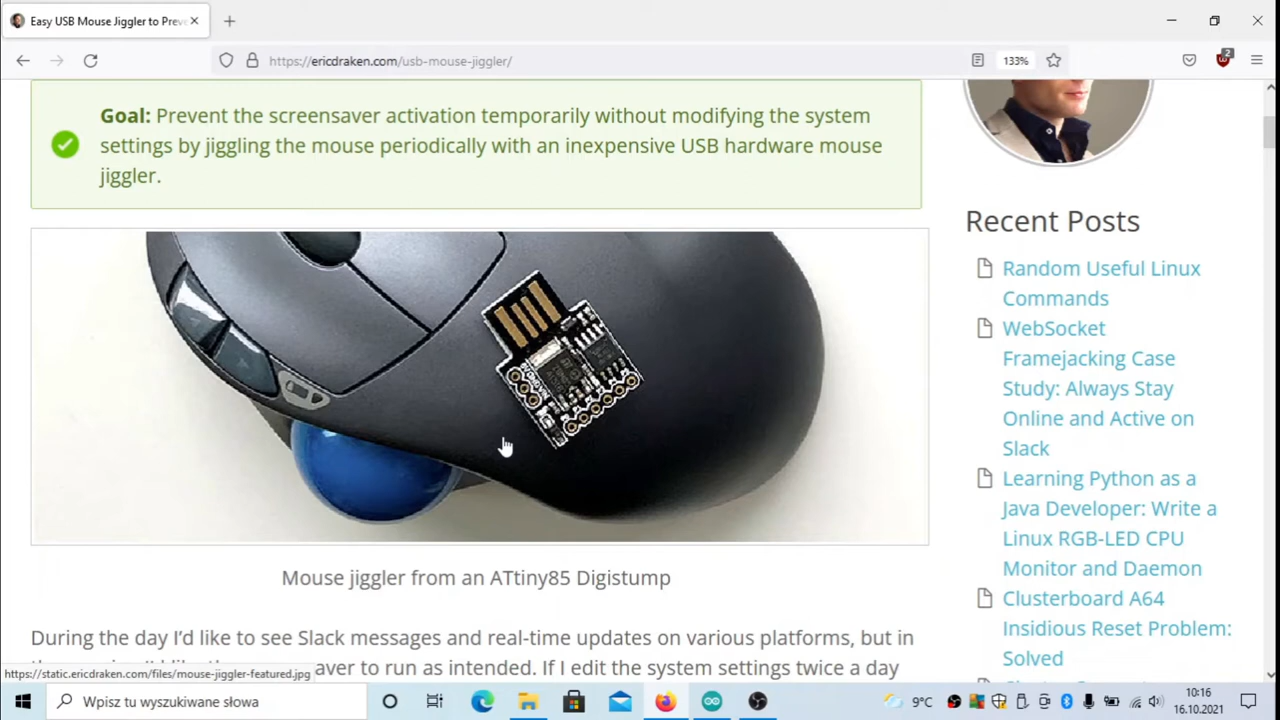 Easy USB Mouse Jiggler to Preve
https://ericdraken.com/usb-mouse-jiggler/
133%
2
Goal: Prevent the screensaver activation temporarily without modifying the system
settings by jiggling the mouse periodically with an inexpensive USB hardware mouse
jiggler.
Mouse jiggler from an ATtiny85 Digistump
During the day I'd like to see Slack messages and real-time updates on various platforms, but in
aver to run as intended. If I edit the system settings twice a day
Recent Posts
Random Useful Linux
Commands
WebSocket
Framejacking Case
Study: Always Stay
Online and Active on
Slack
Learning Python as a
Java Developer: Write a
Linux RGB-LED CPU
Monitor and Daemon
Clusterboard A64
Insidious Reset Problem:
Solved
https://static.ericdraken.com/files/mouse-jiggler-featured.jpg
Wpisz tu wyszukiwane słowa
9°C
10:16
16.10.2021